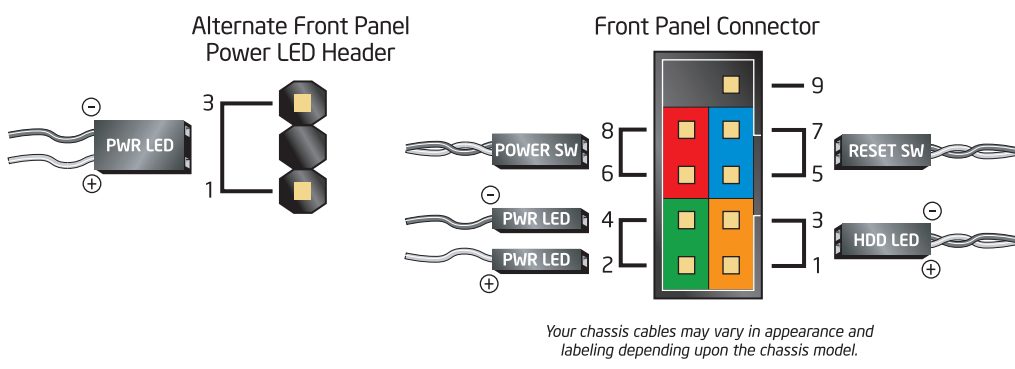 Alternate Front Panel
Power LED Header
Front Panel Connector
3
1
−
PWR LED
+
9
8
7
POWER SW
RESET SW
6
5
−
PWR LED
4
3
−
HDD LED
PWR LED
2
1
+
+
Your chassis cables may vary in appearance and
labeling depending upon the chassis model.